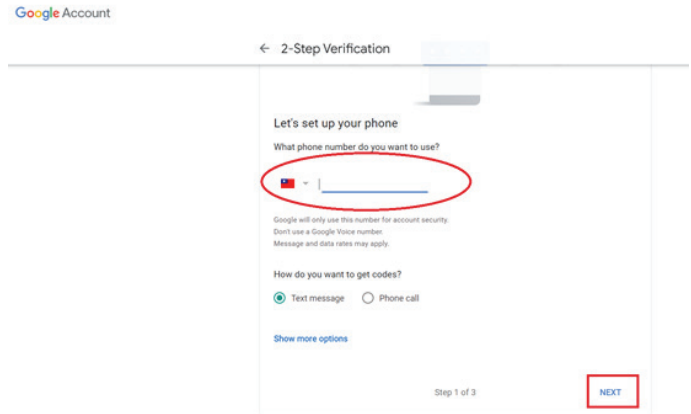 Google Account
2-Step Verification
Let's set up your phone
What phone number do you want to use?
Google will only use this number for account security.
Don't use a Google Voice number.
Message and data rates may apply.
How do you want to get codes?
Text message Phone call
Show more options
Step 1 of 3 NEXT